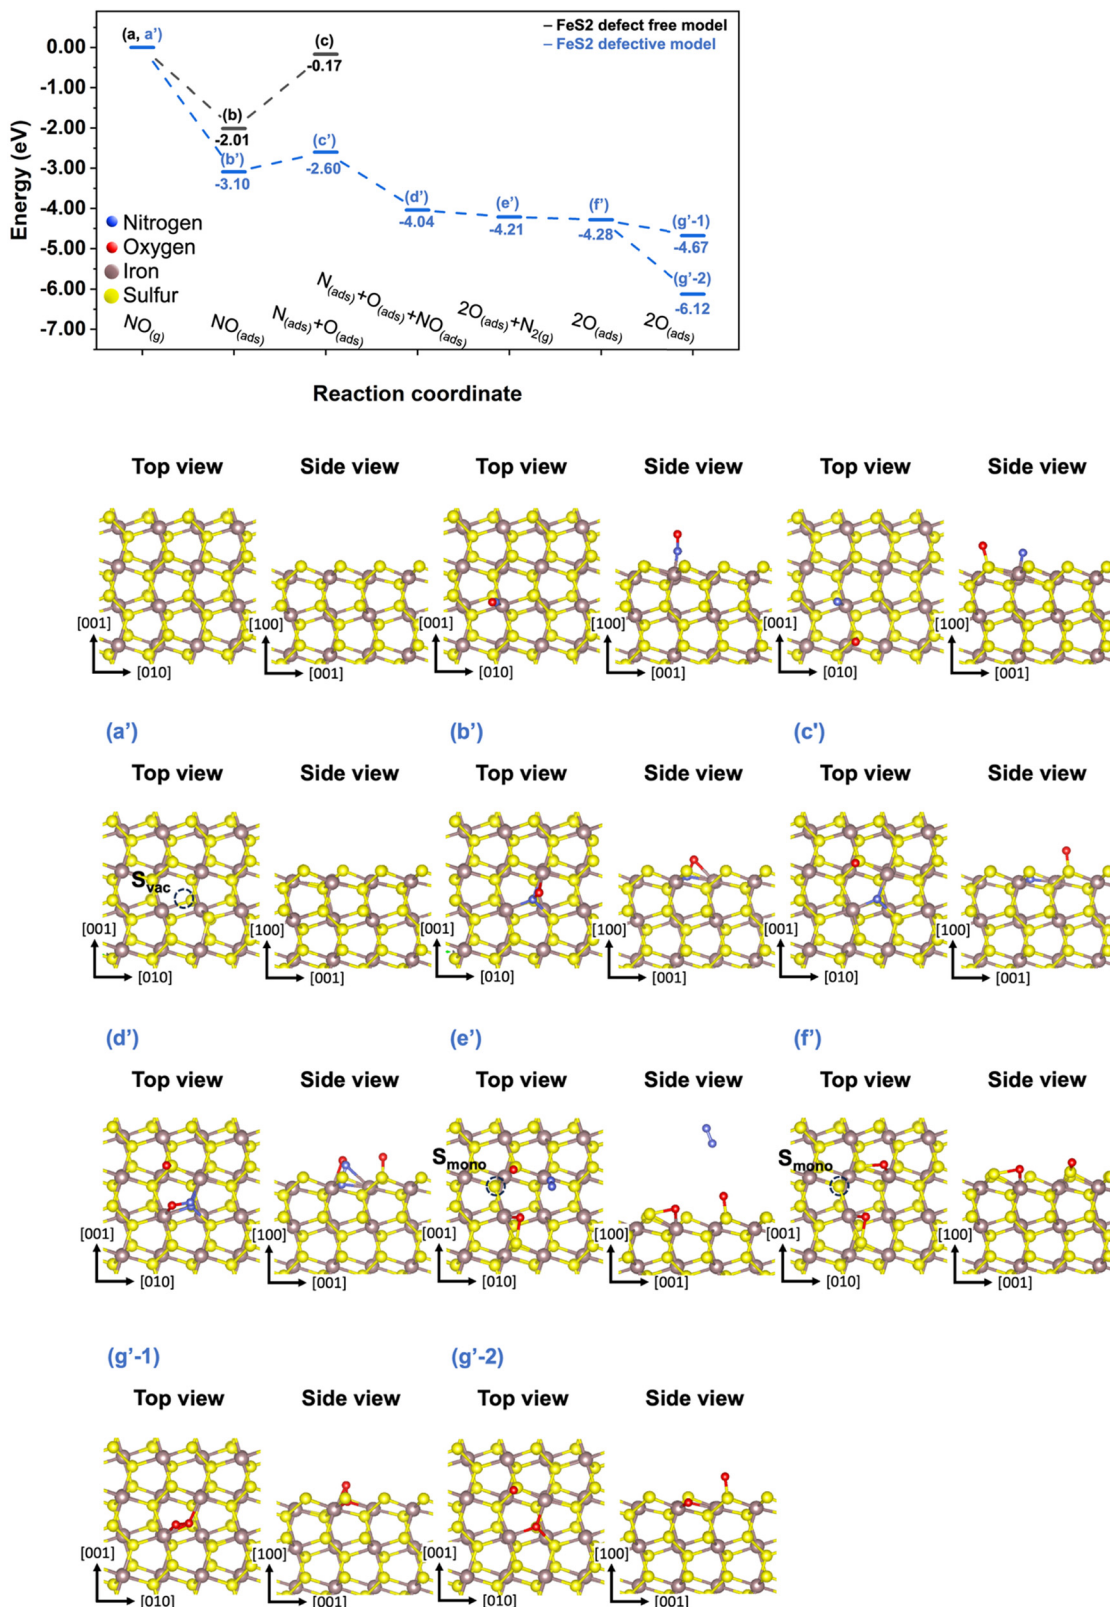 (a, a')
(c)
– FeS2 defect free model
– FeS2 defective model
0.00
-1.00
-2.00
-3.00
-4.00
-5.00
-6.00
-7.00
Energy (eV)
-0.17
(b)
-2.01
(b')
-3.10
(c')
-2.60
(d')
-4.04
(e')
-4.21
(f')
-4.28
(g'-1)
-4.67
(g'-2)
-6.12
Nitrogen
Oxygen
Iron
Sulfur
NO(g)
NO(ads)
N(ads)+O(ads)
N(ads)+O(ads)+NO(ads)
2O(ads)+N2(g)
2O(ads)
2O(ads)
Reaction coordinate
Top view Side view Top view Side view Top view Side view
[001] [100] [001] [100] [001] [100]
[010] [001] [010] [001] [010] [001]
(a') (b') (c')
Top view Side view Top view Side view Top view Side view
Svac
[001] [100] [001] [100] [001] [100]
[010] [001] [010] [001] [010] [001]
(d') (e') (f')
Top view Side view Top view Side view Top view Side view
Smono Smono
[001] [100] [001] [100] [001] [100]
[010] [001] [010] [001] [010] [001]
(g'-1) (g'-2)
Top view Side view Top view Side view
[001] [100] [001] [100]
[010] [001] [010] [001]